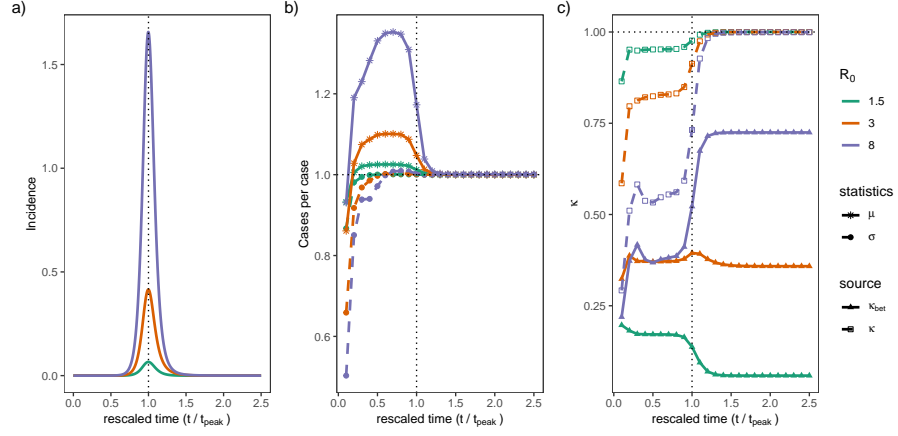 a)
Incidence
1.5
1.0
0.5
0.0
0.0 0.5 1.0 1.5 2.0 2.5
rescaled time (t / t_peak )
b)
Cases per case
1.2
1.0
0.8
0.6
0.0 0.5 1.0 1.5 2.0 2.5
rescaled time (t / t_peak )
c)
κ
1.00
0.75
0.50
0.25
0.0 0.5 1.0 1.5 2.0 2.5
rescaled time (t / t_peak )
R_0
1.5
3
8
statistics
μ
σ
source
κ_bet
κ